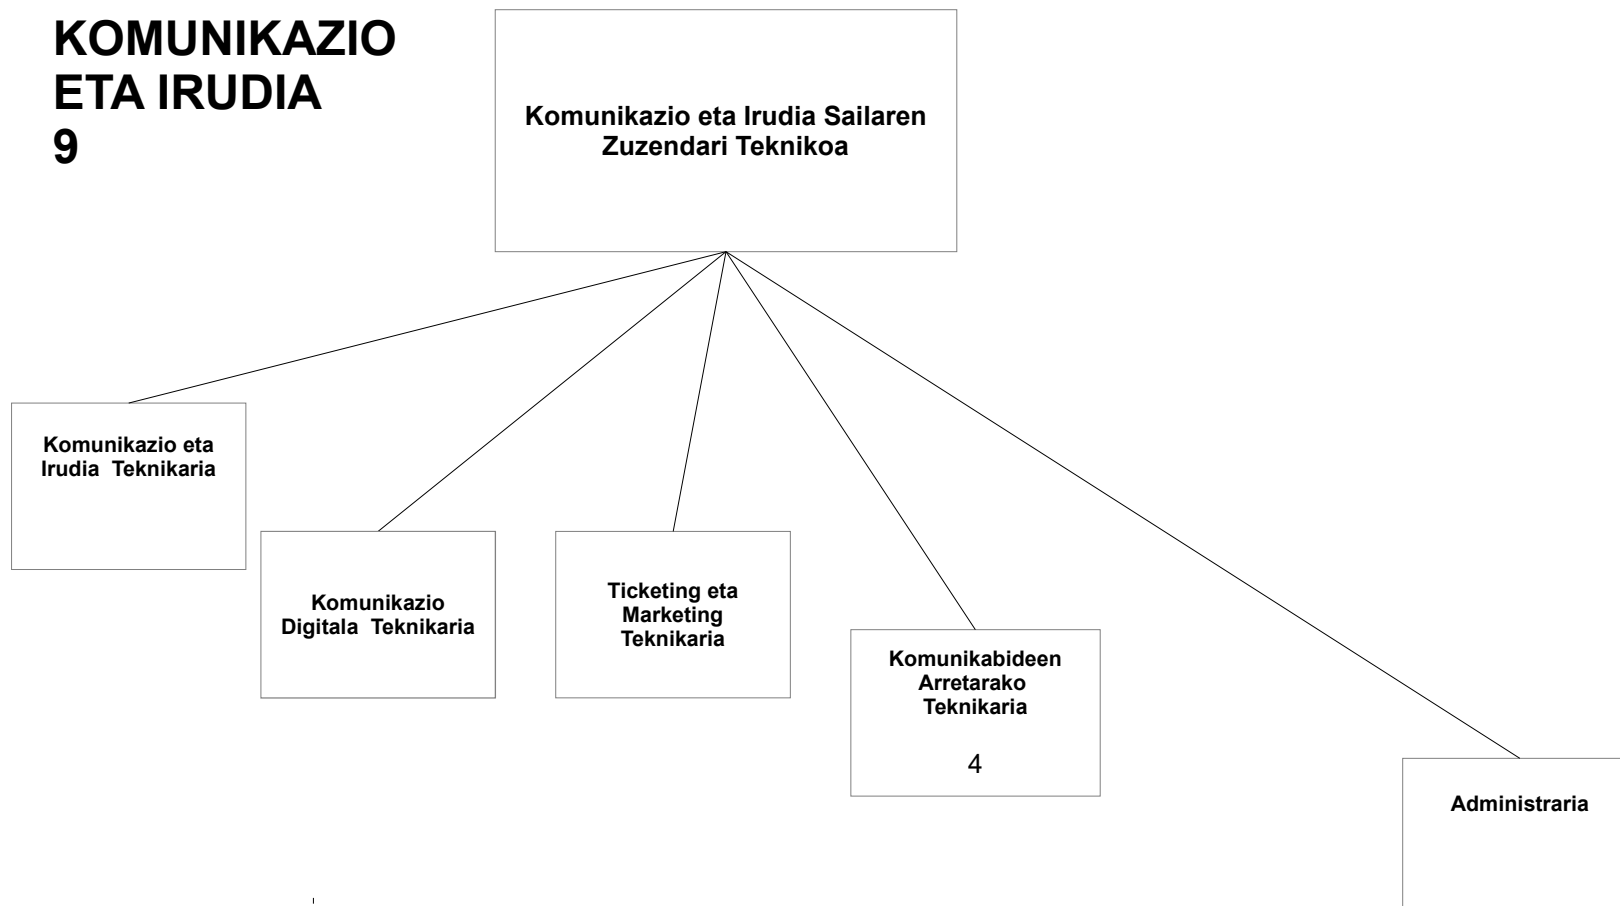 KOMUNIKAZIO
ETA IRUDIA
9
Komunikazio eta Irudia Sailaren
Zuzendari Teknikoa
Komunikazio eta
Irudia Teknikaria
Komunikazio
Digitala Teknikaria
Ticketing eta
Marketing
Teknikaria
Komunikabideen
Arretarako
Teknikaria
4
Administraria